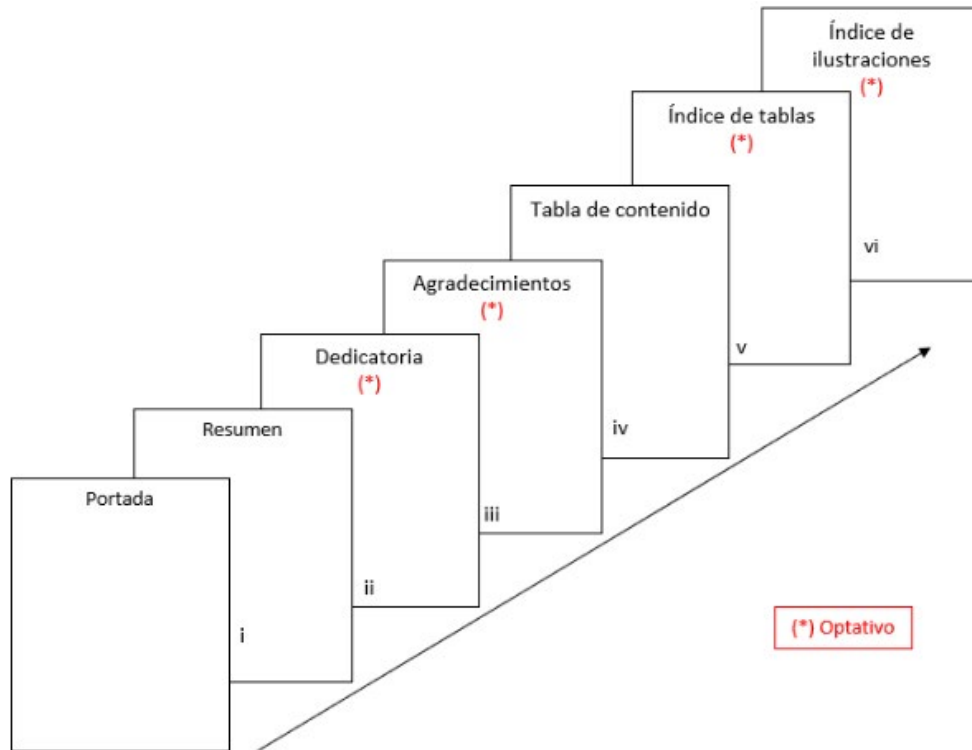 Índice de
ilustraciones
(*)
Índice de tablas
(*)
Tabla de contenido
vi
Agradecimientos
(*)
v
Dedicatoria
(*)
iv
Resumen
iii
Portada
ii
(*) Optativo
i